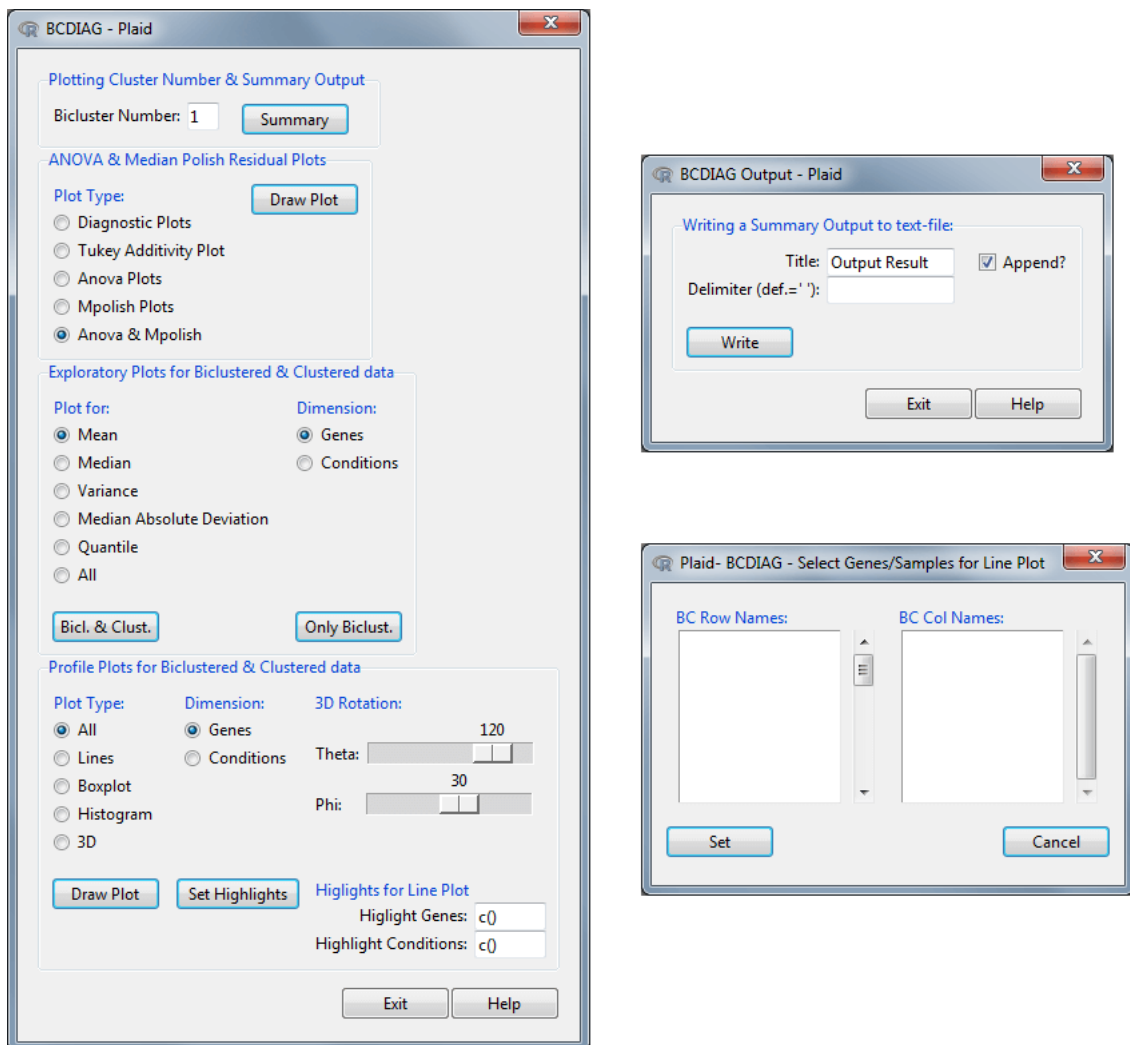 BCDIAG - Plaid
Plotting Cluster Number & Summary Output
Bicluster Number: 1 Summary
ANOVA & Median Polish Residual Plots
Plot Type: Draw Plot
Diagnostic Plots
Tukey Additivity Plot
Anova Plots
Mpolish Plots
Anova & Mpolish
Exploratory Plots for Biclustered & Clustered data
Plot for: Dimension:
Mean Genes
Median Conditions
Variance
Median Absolute Deviation
Quantile
All
Bicl. & Clust. Only Biclust.
Profile Plots for Biclustered & Clustered data
Plot Type: Dimension: 3D Rotation:
All Genes 120
Lines Conditions Theta:
Boxplot 30
Histogram Phi:
3D
Draw Plot Set Highlights Higlights for Line Plot
Higlight Genes: c()
Highlight Conditions: c()
Exit Help
BCDIAG Output - Plaid
Writing a Summary Output to text-file:
Title: Output Result Append?
Delimiter (def.=' '):
Write
Exit Help
Plaid- BCDIAG - Select Genes/Samples for Line Plot
BC Row Names: BC Col Names:
Set Cancel